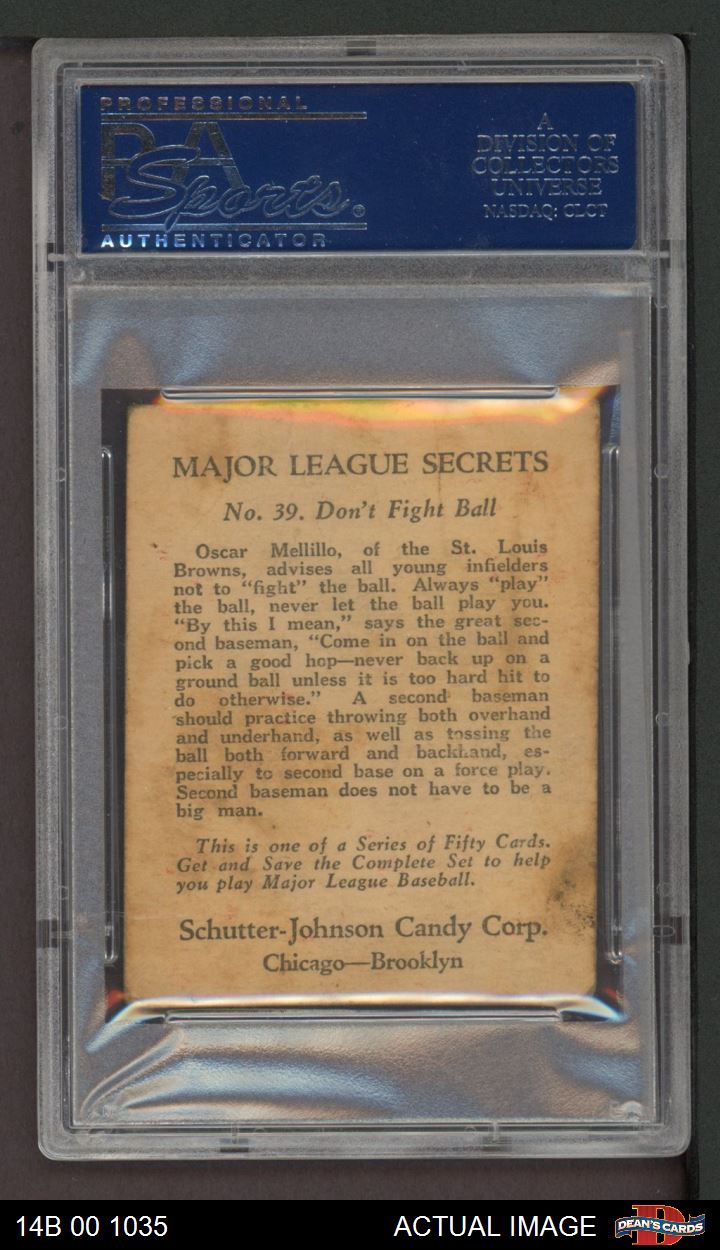 PROFESSIONAL
PSA
Sports
AUTHENTICATOR
A
DIVISION OF
COLLECTORS
UNIVERSE
NASDAQ: CLCT
MAJOR LEAGUE SECRETS
No. 39. Don't Fight Ball
Oscar Mellillo, of the St. Louis
Browns, advises all young infielders
not to "fight" the ball. Always "play"
the ball, never let the ball play you.
"By this I mean," says the great sec-
ond baseman, "Come in on the ball and
pick a good hop—never back up on a
ground ball unless it is too hard hit to
do otherwise." A second baseman
should practice throwing both overhand
and underhand, as well as tossing the
ball both forward and backhand, es-
pecially to second base on a force play.
Second baseman does not have to be a
big man.
This is one of a Series of Fifty Cards.
Get and Save the Complete Set to help
you play Major League Baseball.
Schutter-Johnson Candy Corp.
Chicago—Brooklyn
14B 00 1035
ACTUAL IMAGE
D
DEAN'S CARDS